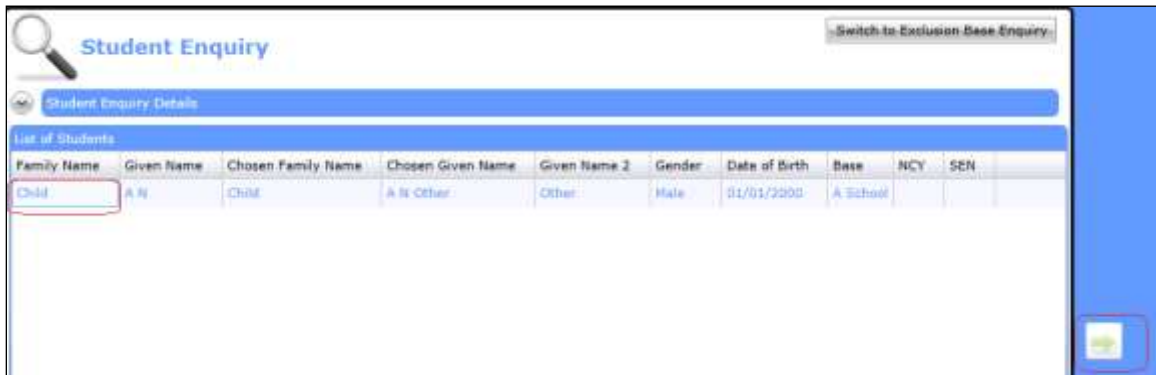 Student Enquiry
Switch to Exclusion Base Enquiry
Student Enquiry Details
List of Students
Family Name Given Name Chosen Family Name Chosen Given Name Given Name 2 Gender Date of Birth Base NCY SEN
Child A N Child A N Other Other Male 01/01/2000 A School